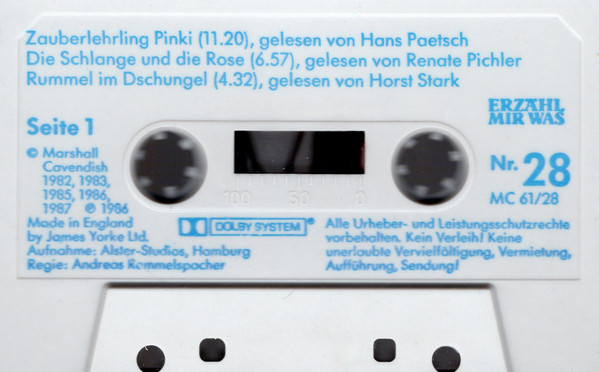 Zauberlehrling Pinki (11.20), gelesen von Hans Paetsch
Die Schlange und die Rose (6.57), gelesen von Renate Pichler
Rummel im Dschungel (4.32), gelesen von Horst Stark
ERZÄHL
MIR WAS
Seite 1
Nr. 28
MC 61/28
© Marshall
Cavendish
1982, 1983,
1985, 1986,
1987 ℗ 1986
Made in England
by James Yorke Ltd.
Aufnahme: Alster-Studios, Hamburg
Regie: Andreas Rommelspacher
100 50 0
DOLBY SYSTEM®
Alle Urheber- und Leistungsschutzrechte
vorbehalten. Kein Verleih! Keine
unerlaubte Vervielfältigung, Vermietung,
Aufführung, Sendung!